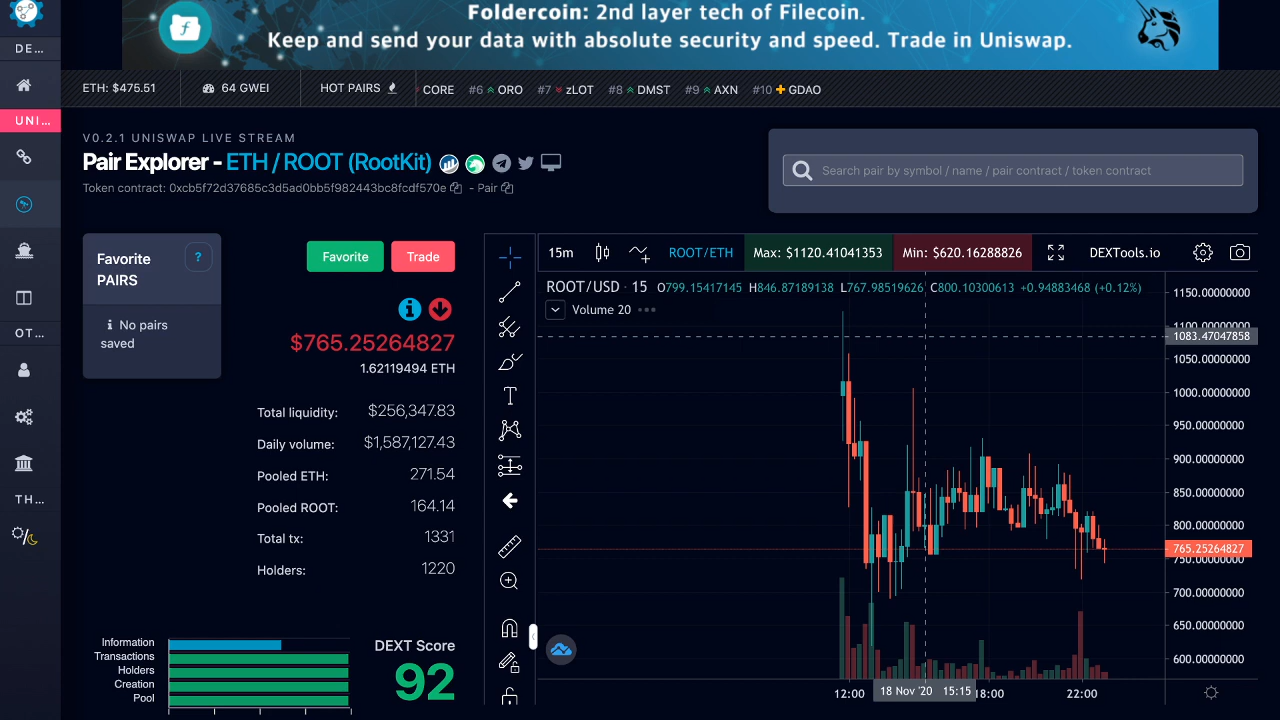 Foldercoin: 2nd layer tech of Filecoin.
Keep and send your data with absolute security and speed. Trade in Uniswap.
DE...
ETH: $475.51
64 GWEI
HOT PAIRS
CORE
#6 ORO
#7 zLOT
#8 DMST
#9 AXN
#10 GDAO
UNI...
V0.2.1 UNISWAP LIVE STREAM
Pair Explorer - ETH / ROOT (RootKit)
Token contract: 0xcb5f72d37685c3d5ad0bb5f982443bc8fcdf570e - Pair
Search pair by symbol / name / pair contract / token contract
Favorite
PAIRS
?
No pairs
saved
Favorite
Trade
$765.25264827
1.62119494 ETH
Total liquidity: $256,347.83
Daily volume: $1,587,127.43
Pooled ETH: 271.54
Pooled ROOT: 164.14
Total tx: 1331
Holders: 1220
OT...
TH...
Information
Transactions
Holders
Creation
Pool
DEXT Score
92
15m
ROOT/ETH
Max: $1120.41041353
Min: $620.16288826
DEXTools.io
ROOT/USD · 15 O799.15417145 H846.87189138 L767.98519626 C800.10300613 +0.94883468 (+0.12%)
Volume 20
1150.00000000
1100.00000000
1083.47047858
1050.00000000
1000.00000000
950.00000000
900.00000000
850.00000000
800.00000000
765.25264827
750.00000000
700.00000000
650.00000000
600.00000000
12:00
18 Nov '20 15:15
18:00
22:00